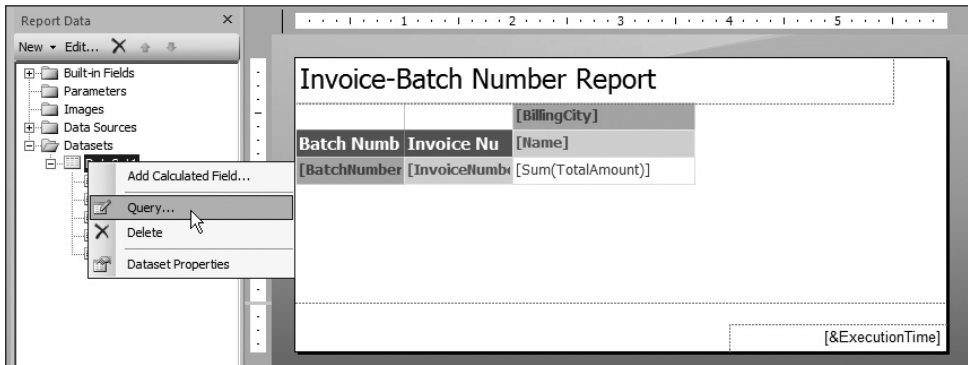 Report Data
New Edit...
Built-in Fields
Parameters
Images
Data Sources
Datasets
Add Calculated Field...
Query...
Delete
Dataset Properties
1 2 3 4 5
Invoice-Batch Number Report
[BillingCity]
Batch Numb Invoice Nu [Name]
[BatchNumber [InvoiceNumb [Sum(TotalAmount)]
[&ExecutionTime]